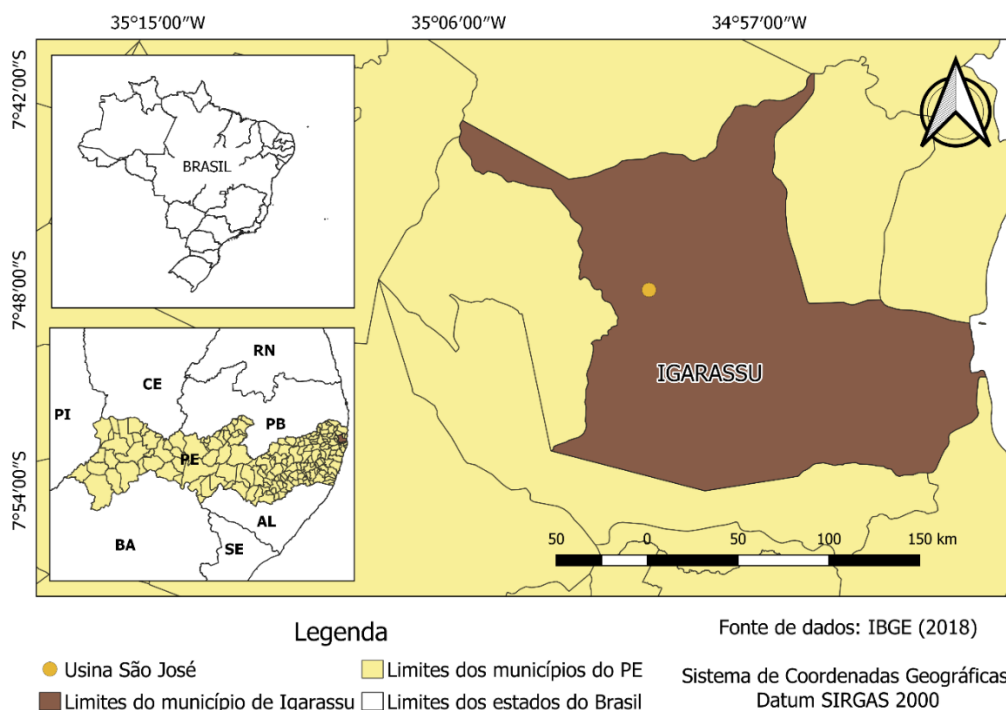 35°15'00"W 35°06'00"W 34°57'00"W
7°42'00"S
7°48'00"S
7°54'00"S
BRASIL
RN
CE
PI
PB
PE
AL
BA
SE
IGARASSU
50 0 50 100 150 km
Legenda
Usina São José
Limites dos municípios do PE
Limites do município de Igarassu
Limites dos estados do Brasil
Fonte de dados: IBGE (2018)
Sistema de Coordenadas Geográficas
Datum SIRGAS 2000